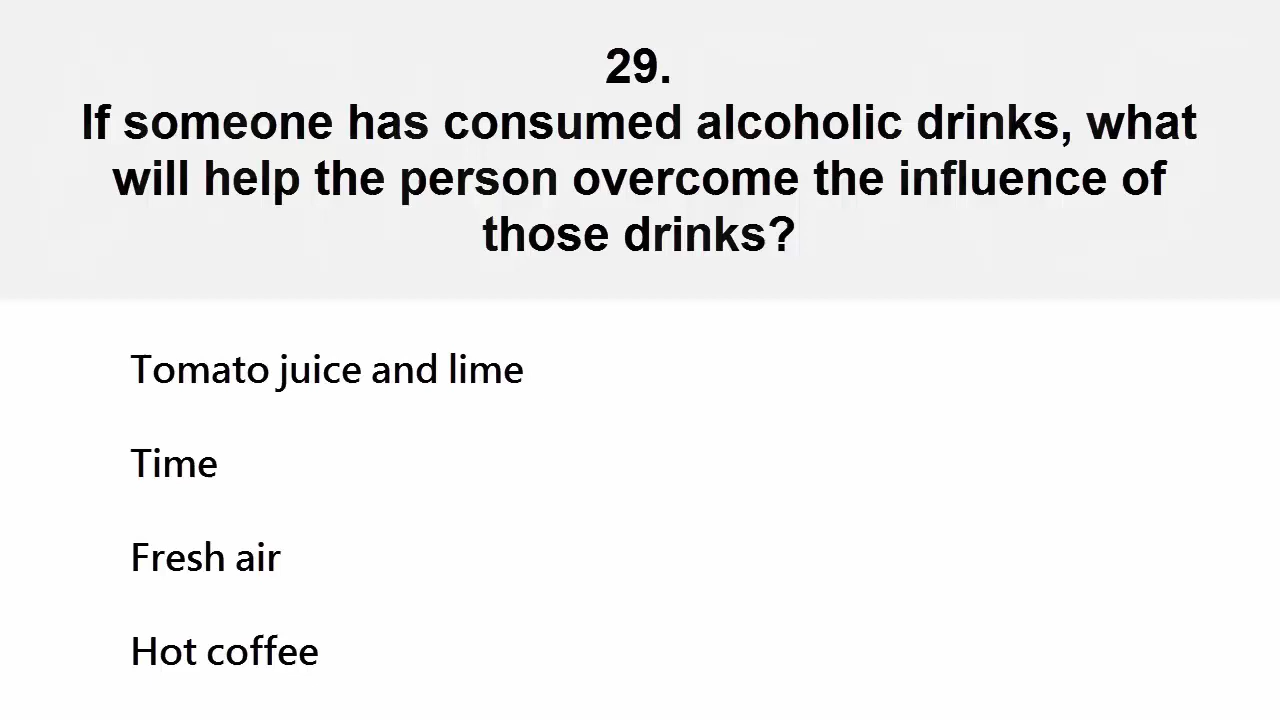 29.
If someone has consumed alcoholic drinks, what
will help the person overcome the influence of
those drinks?
Tomato juice and lime
Time
Fresh air
Hot coffee